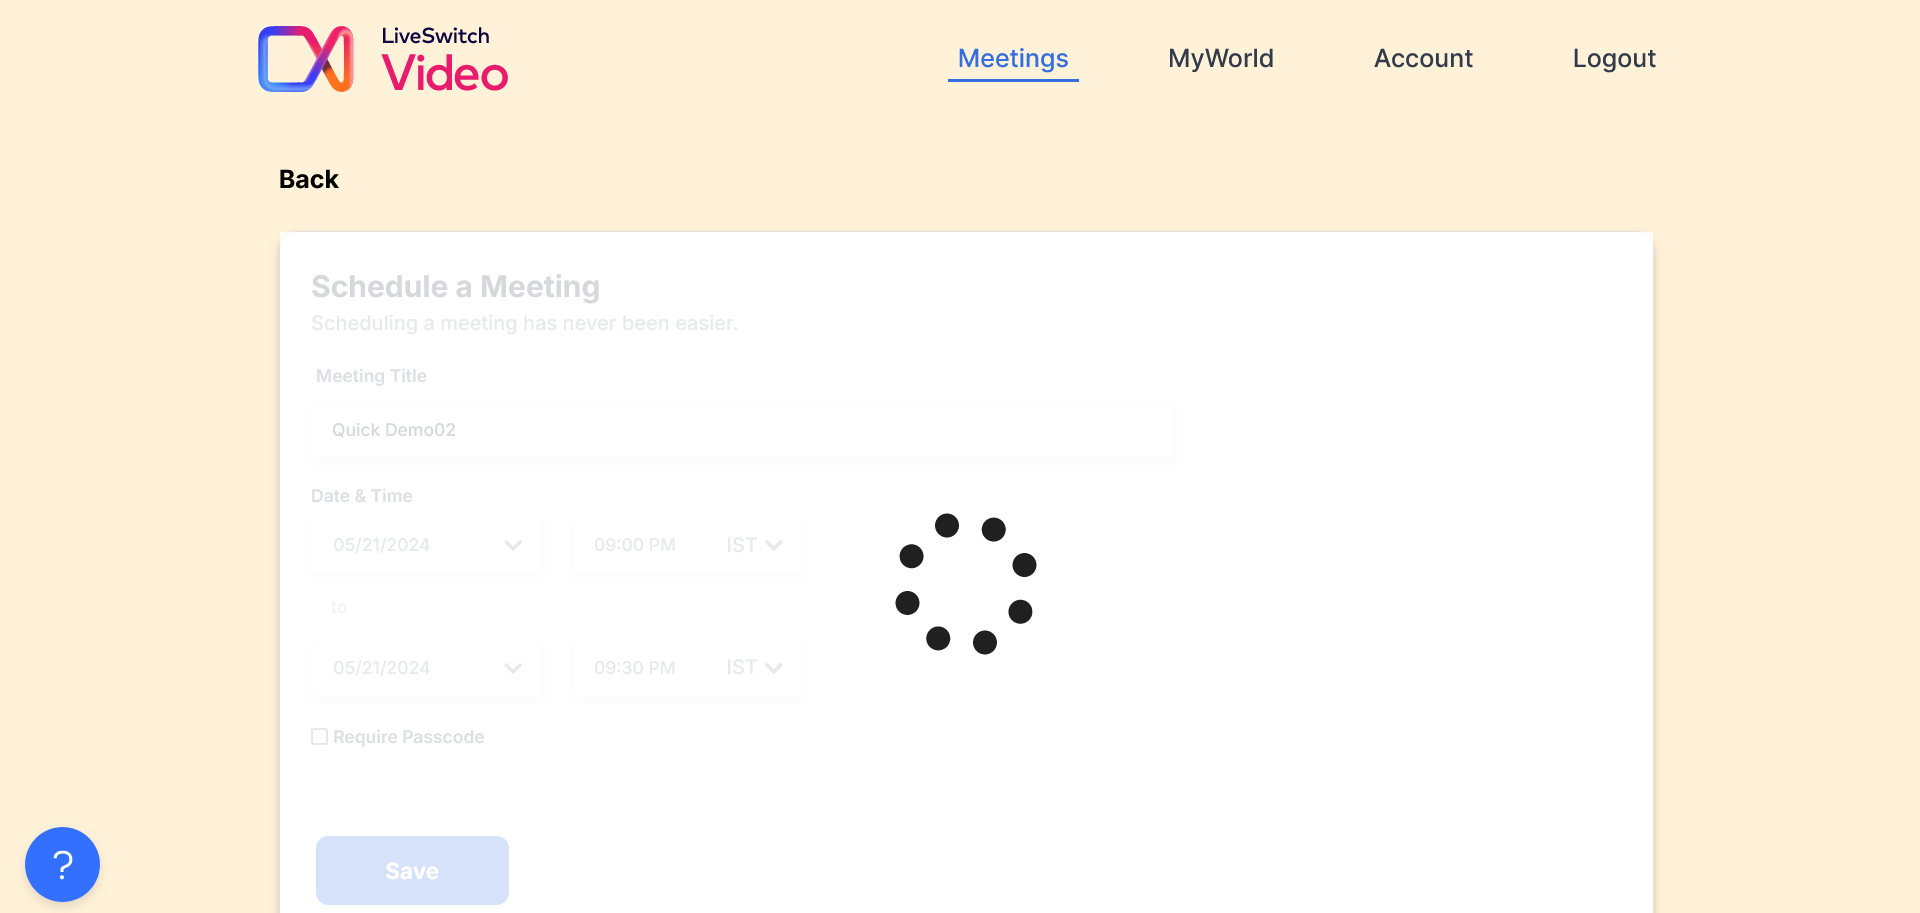 LiveSwitch
Video
Meetings
MyWorld
Account
Logout
Back
Schedule a Meeting
Scheduling a meeting has never been easier.
Meeting Title
Quick Demo02
Date & Time
05/21/2024
09:00 PM
IST
to
05/21/2024
09:30 PM
IST
Require Passcode
Save
?